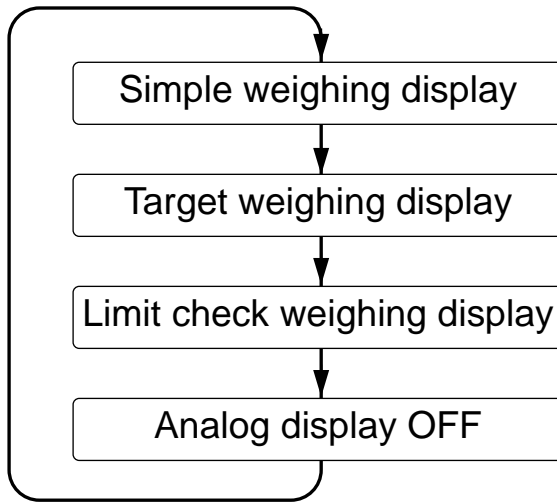 Simple weighing display
Target weighing display
Limit check weighing display
Analog display OFF